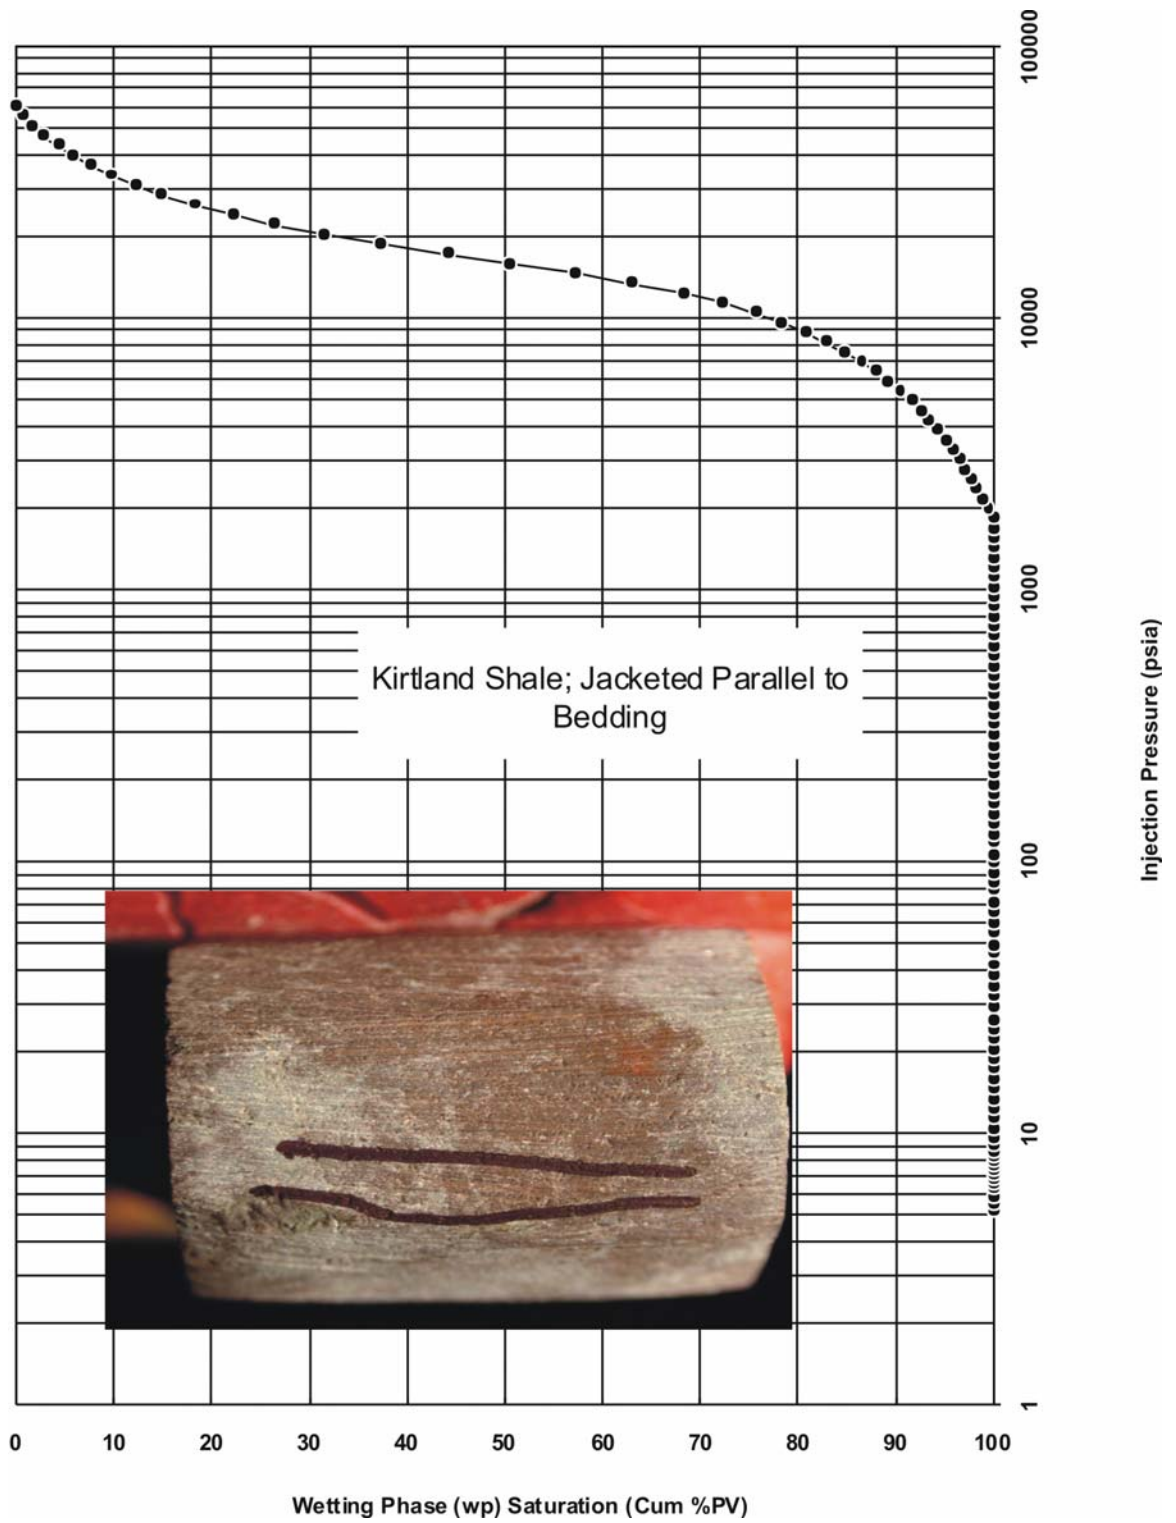 100000
10000
1000
100
10
1
Injection Pressure (psia)
Kirtland Shale; Jacketed Parallel to
Bedding
0 10 20 30 40 50 60 70 80 90 100
Wetting Phase (wp) Saturation (Cum %PV)